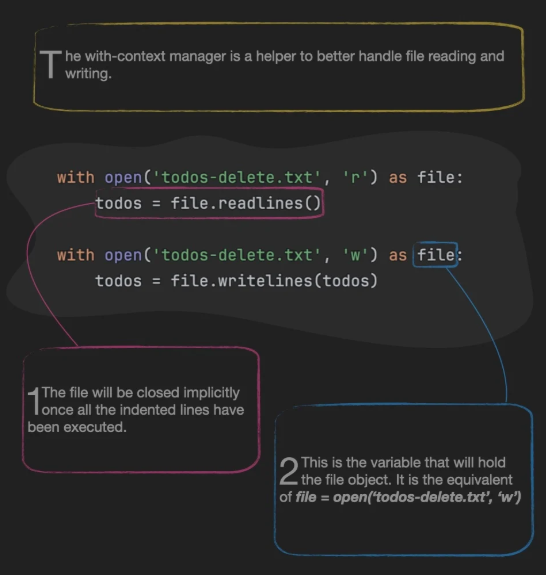 The with-context manager is a helper to better handle file reading and
writing.
with open('todos-delete.txt', 'r') as file:
    todos = file.readlines()
with open('todos-delete.txt', 'w') as file:
    todos = file.writelines(todos)
1 The file will be closed implicitly
once all the indented lines have
been executed.
2 This is the variable that will hold
the file object. It is the equivalent
of file = open(‘todos-delete.txt’, ‘w’)